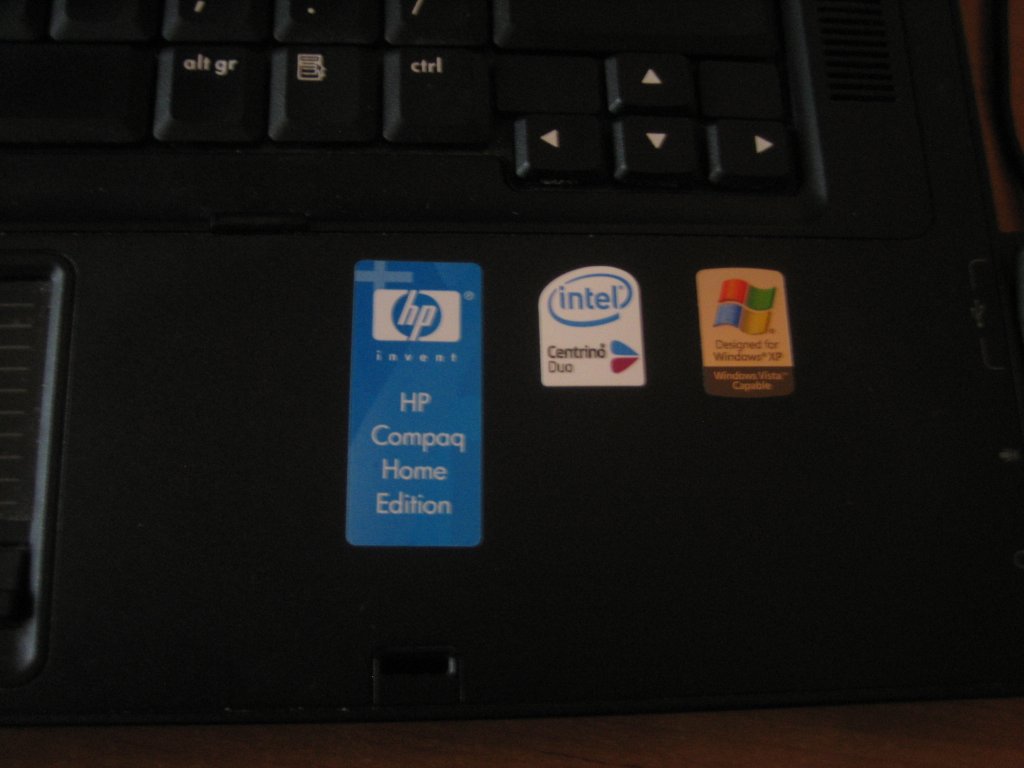 , . /
alt gr ctrl
hp®
invent
HP
Compaq
Home
Edition
intel®
Centrino®
Duo
Designed for
Windows® XP
Windows Vista™
Capable